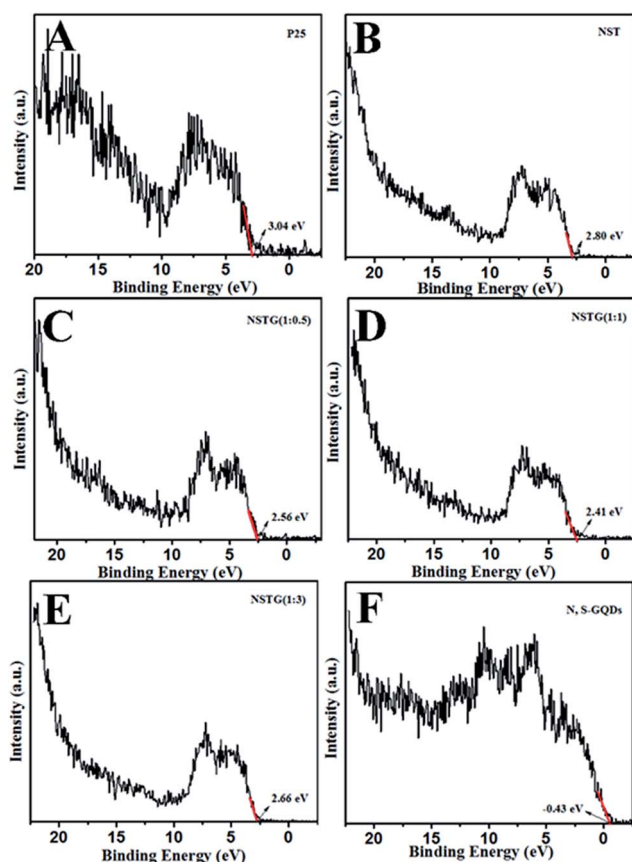 A
P25
Intensity (a.u.)
3.04 eV
20 15 10 5 0
Binding Energy (eV)
B
NST
Intensity (a.u.)
2.80 eV
20 15 10 5 0
Binding Energy (eV)
C
NSTG(1:0.5)
Intensity (a.u.)
2.56 eV
20 15 10 5 0
Binding Energy (eV)
D
NSTG(1:1)
Intensity (a.u.)
2.41 eV
20 15 10 5 0
Binding Energy (eV)
E
NSTG(1:3)
Intensity (a.u.)
2.66 eV
20 15 10 5 0
Binding Energy (eV)
F
N, S-GQDs
Intensity (a.u.)
-0.43 eV
20 15 10 5 0
Binding Energy (eV)